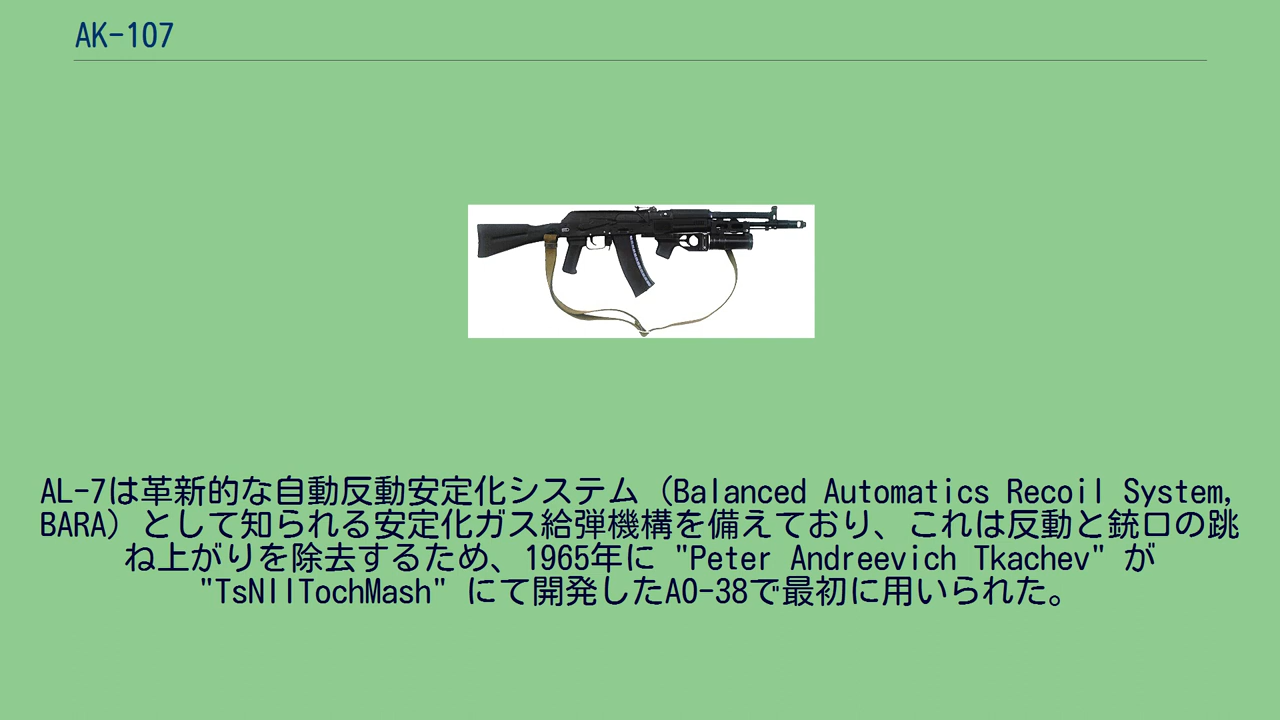 AK-107
AL-7は革新的な自動反動安定化システム（Balanced Automatics Recoil System,
BARA）として知られる安定化ガス給弾機構を備えており、これは反動と銃口の跳
ね上がりを除去するため、1965年に "Peter Andreevich Tkachev" が
"TsNIITochMash" にて開発したAO-38で最初に用いられた。